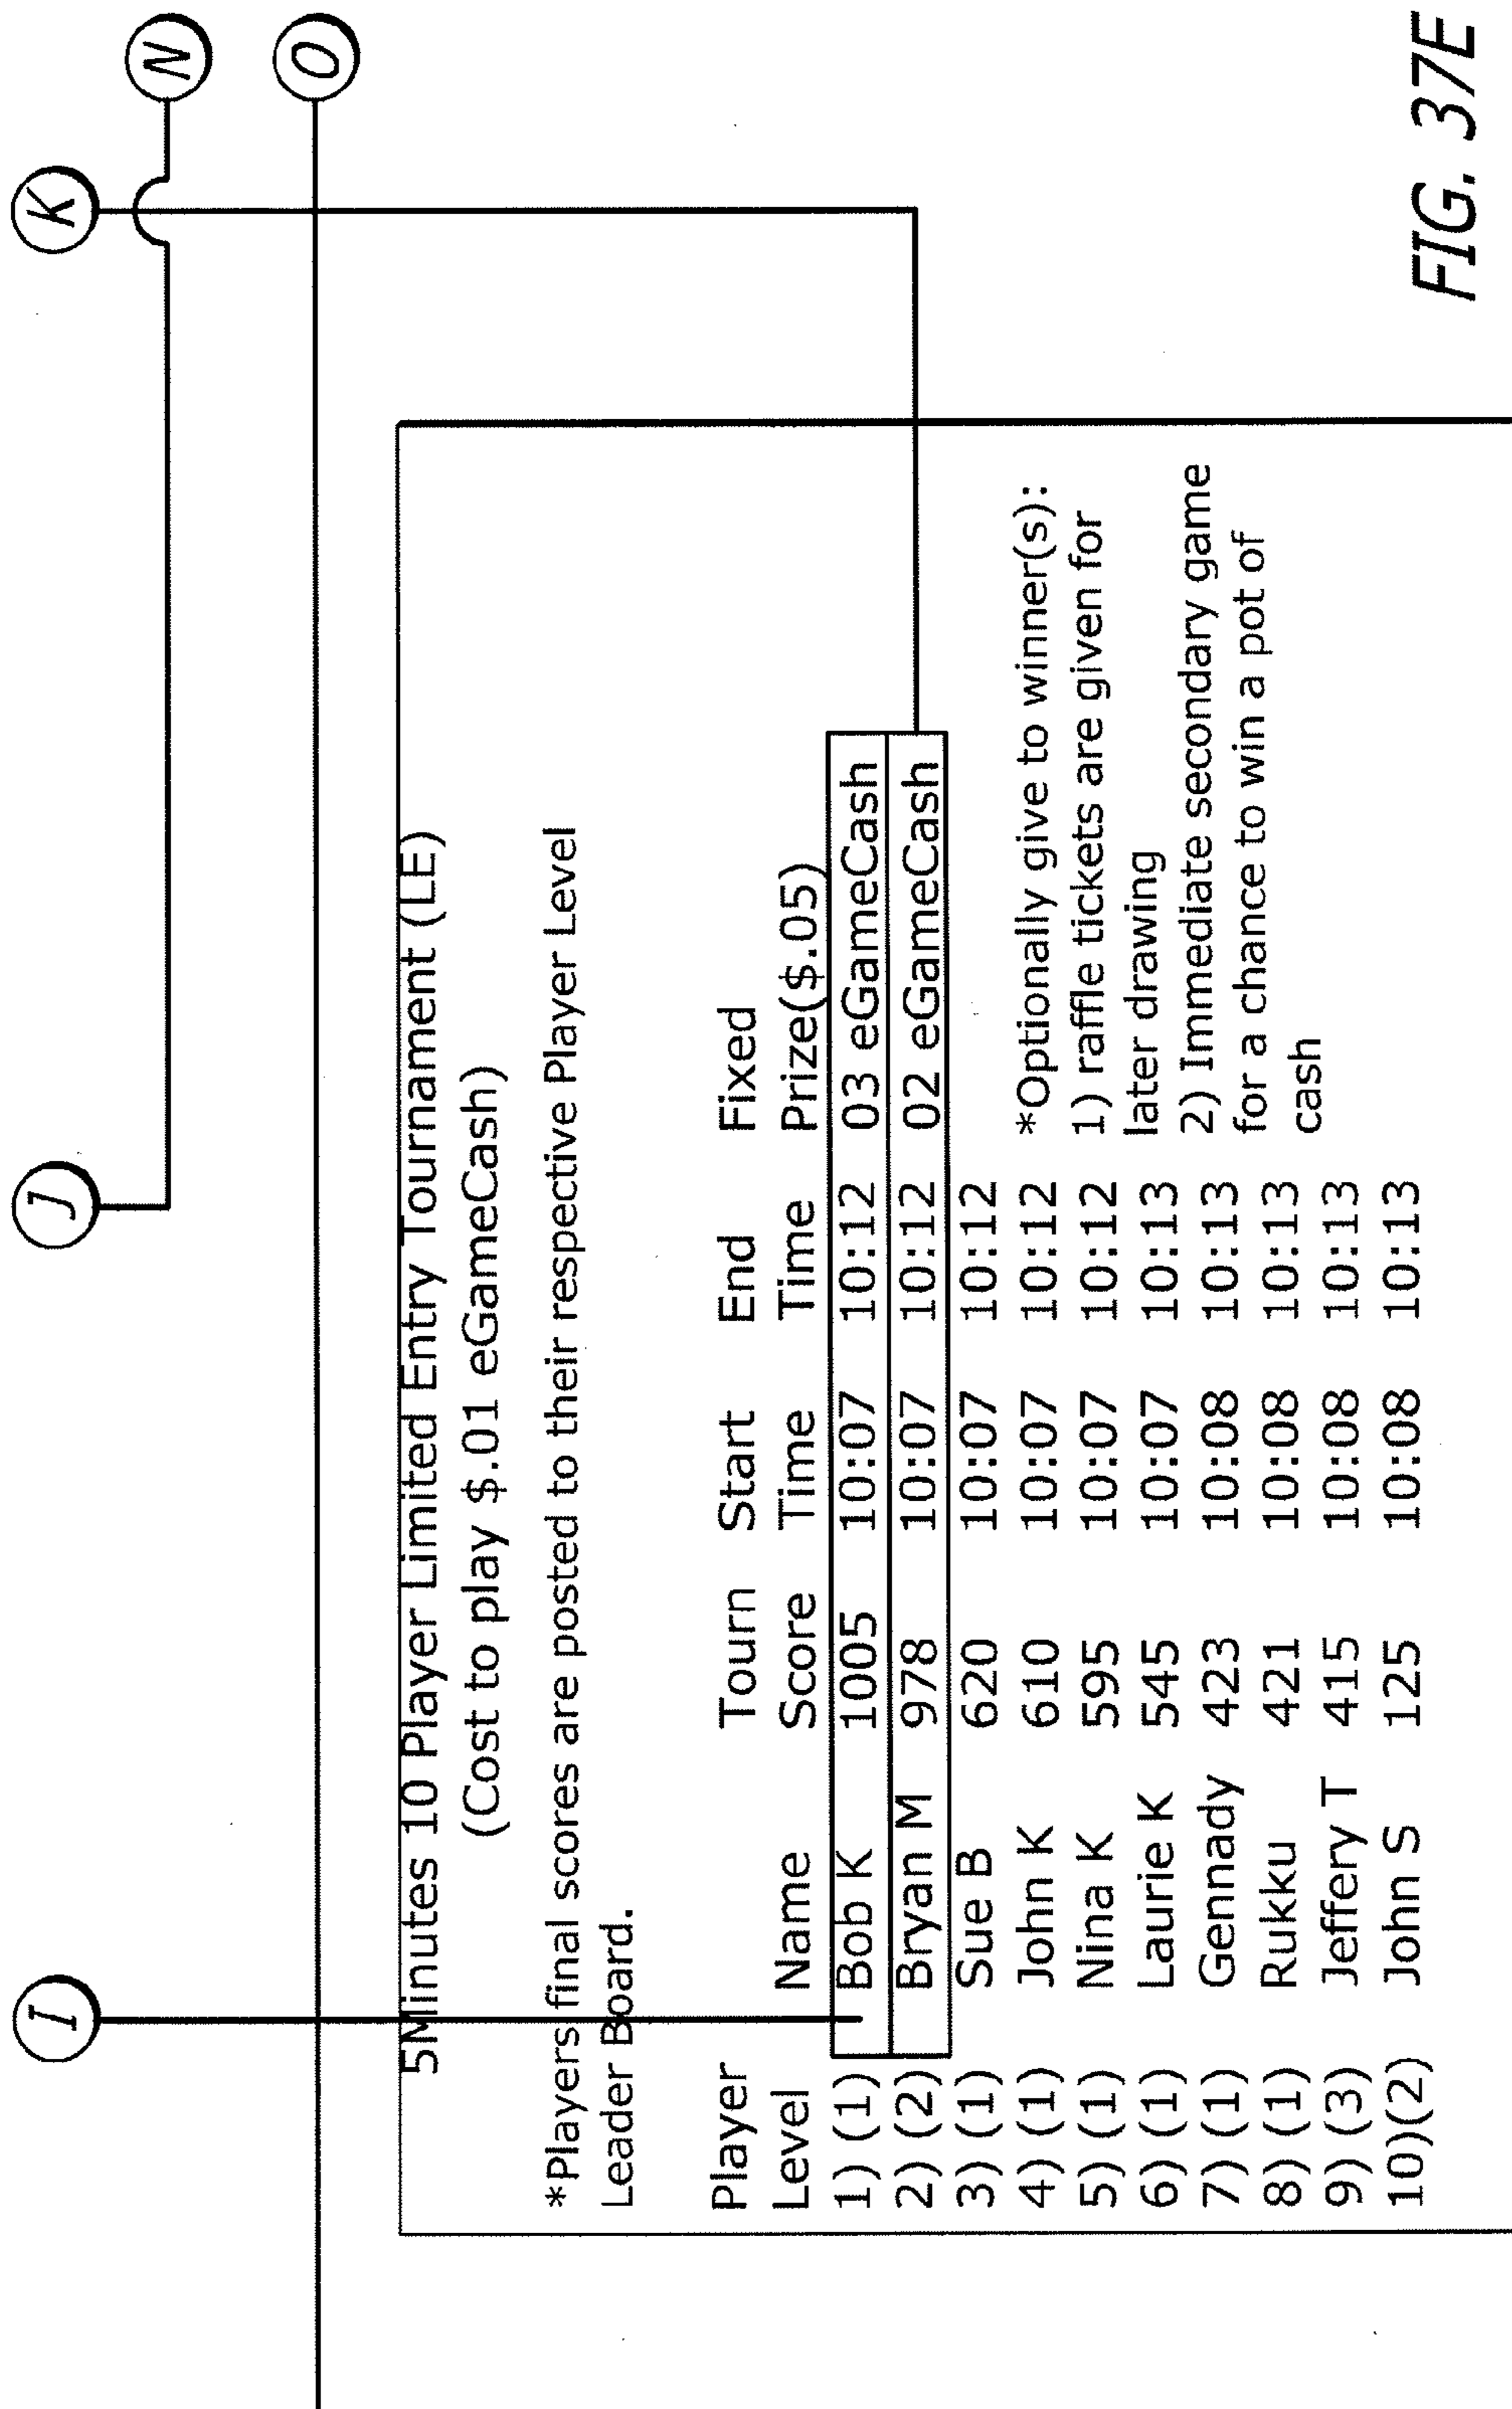 I
J
K
N
O
5Minutes 10 Player Limited Entry Tournament (LE)
(Cost to play $.01 eGameCash)
*Players final scores are posted to their respective Player Level
Leader Board.
Player Tourn Start End Fixed
Level Name Score Time Time Prize($.05)
1) (1) Bob K 1005 10:07 10:12 03 eGameCash
2) (2) Bryan M 978 10:07 10:12 02 eGameCash
3) (1) Sue B 620 10:07 10:12
4) (1) John K 610 10:07 10:12 *Optionally give to winner(s):
5) (1) Nina K 595 10:07 10:12 1) raffle tickets are given for
later drawing
6) (1) Laurie K 545 10:07 10:13
7) (1) Gennady 423 10:08 10:13 2) Immediate secondary game
8) (1) Rukku 421 10:08 10:13 for a chance to win a pot of
cash
9) (3) Jeffery T 415 10:08 10:13
10)(2) John S 125 10:08 10:13
FIG. 37E